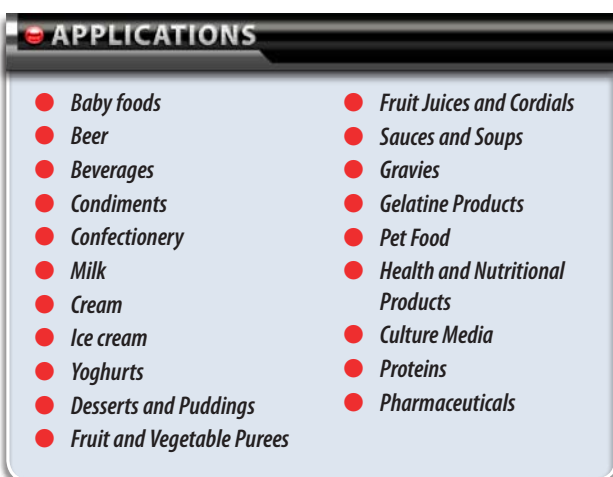 APPLICATIONS
Baby foods
Beer
Beverages
Condiments
Confectionery
Milk
Cream
Ice cream
Yoghurts
Desserts and Puddings
Fruit and Vegetable Purees
Fruit Juices and Cordials
Sauces and Soups
Gravies
Gelatine Products
Pet Food
Health and Nutritional
Products
Culture Media
Proteins
Pharmaceuticals